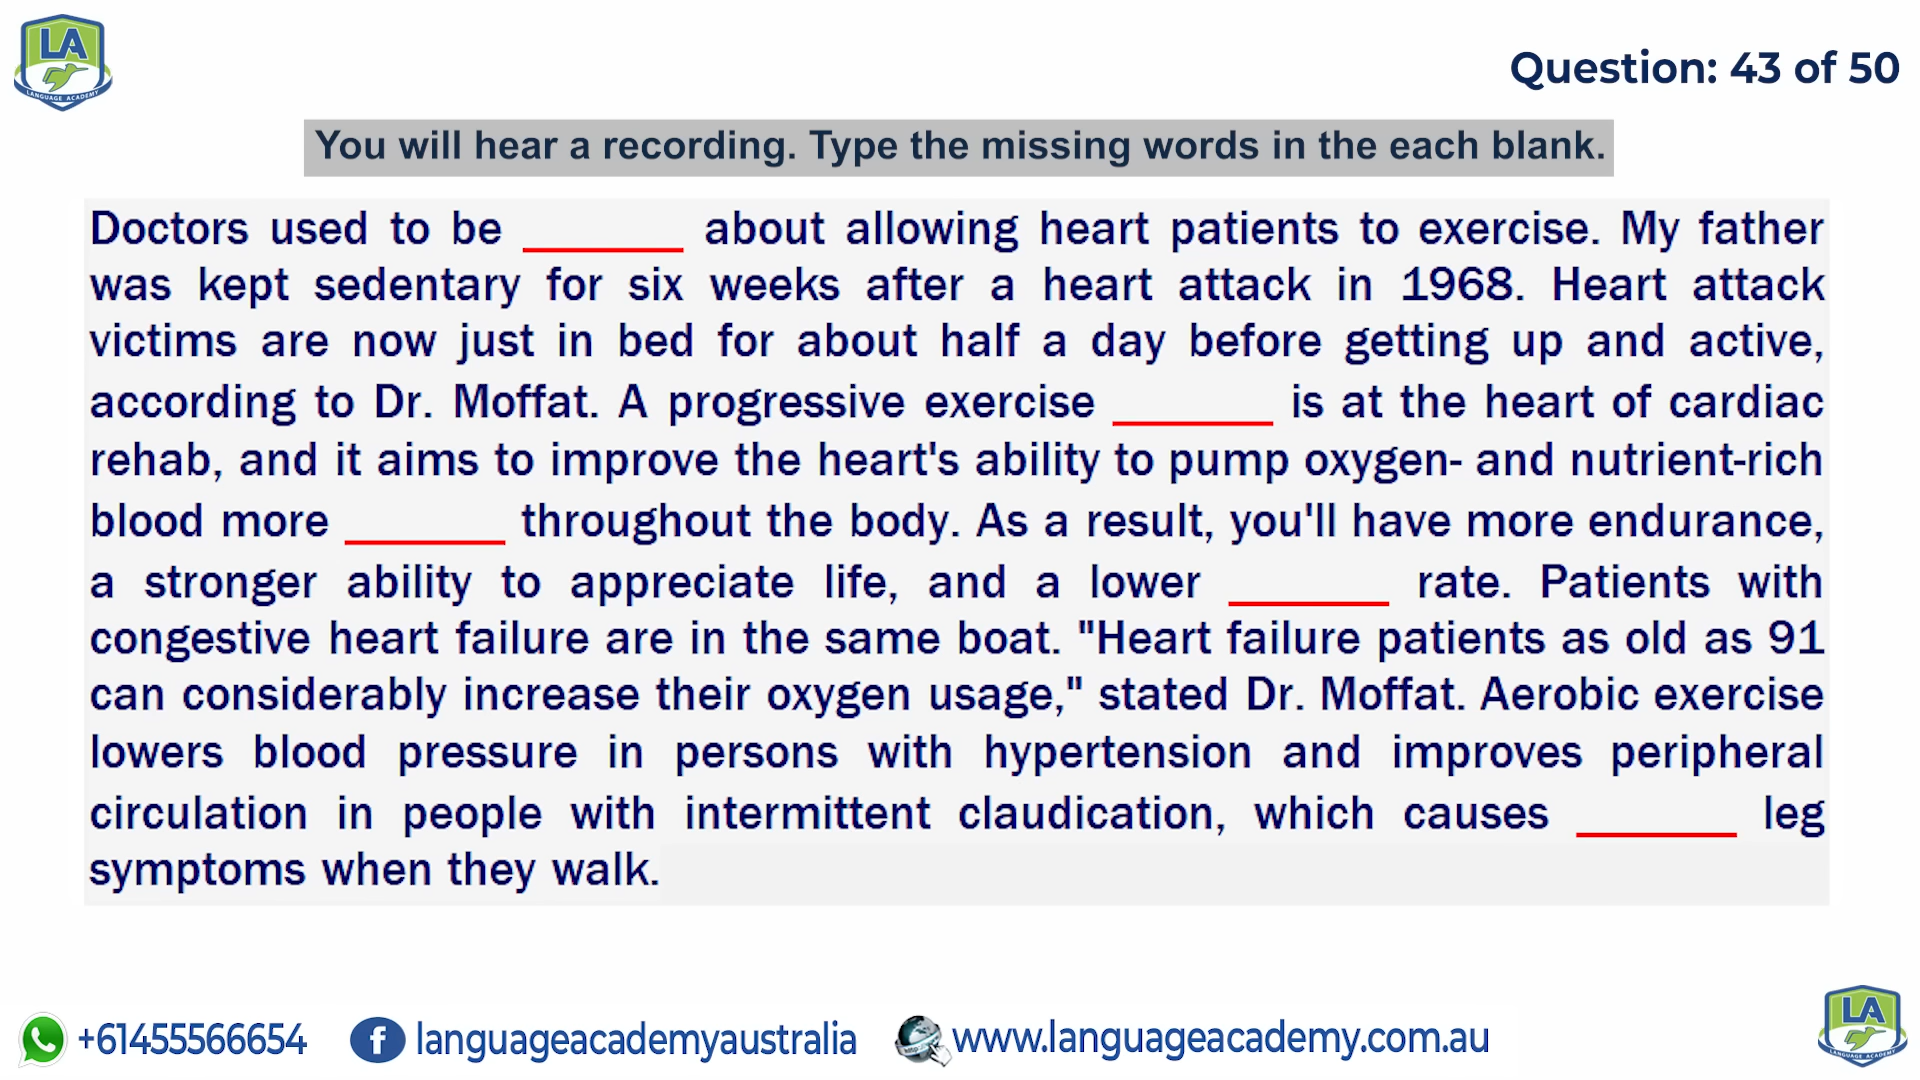 LA
LANGUAGE ACADEMY
Question: 43 of 50
You will hear a recording. Type the missing words in the each blank.
Doctors used to be ______ about allowing heart patients to exercise. My father
was kept sedentary for six weeks after a heart attack in 1968. Heart attack
victims are now just in bed for about half a day before getting up and active,
according to Dr. Moffat. A progressive exercise ______ is at the heart of cardiac
rehab, and it aims to improve the heart's ability to pump oxygen- and nutrient-rich
blood more ______ throughout the body. As a result, you'll have more endurance,
a stronger ability to appreciate life, and a lower ______ rate. Patients with
congestive heart failure are in the same boat. "Heart failure patients as old as 91
can considerably increase their oxygen usage," stated Dr. Moffat. Aerobic exercise
lowers blood pressure in persons with hypertension and improves peripheral
circulation in people with intermittent claudication, which causes ______ leg
symptoms when they walk.
+61455566654
f languageacademyaustralia
http:// www.languageacademy.com.au
LA
LANGUAGE ACADEMY